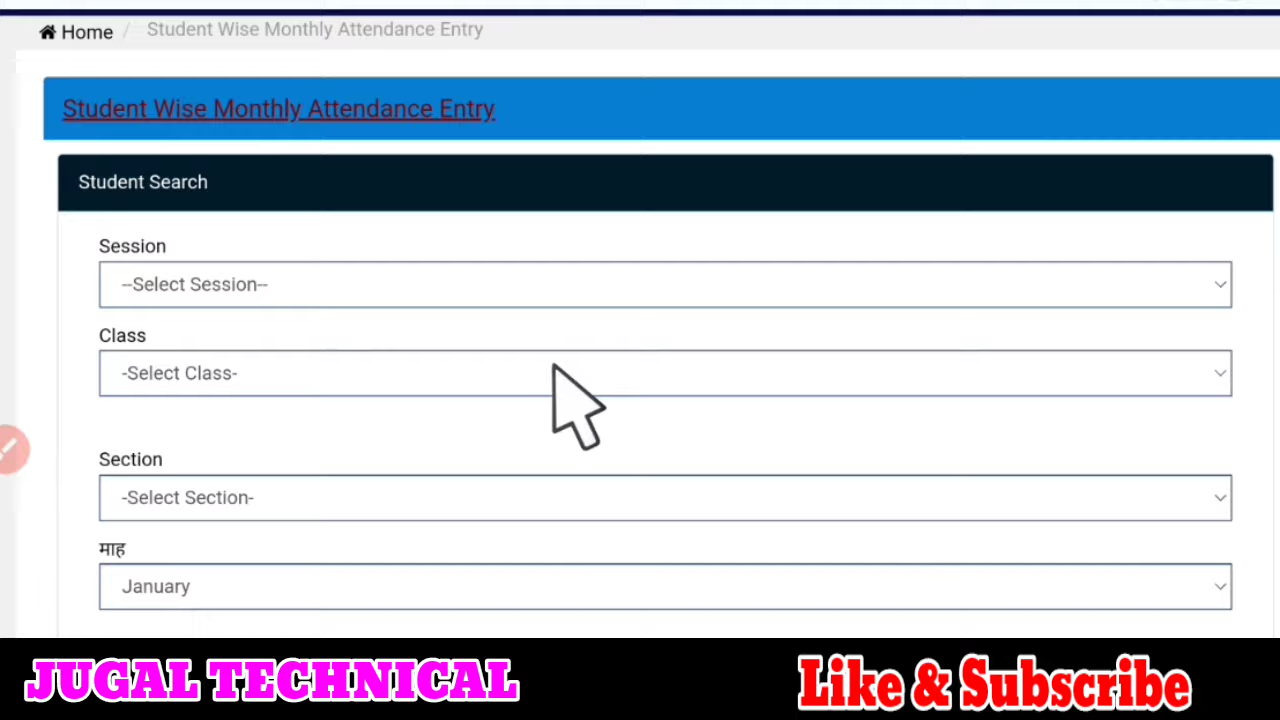 Home / Student Wise Monthly Attendance Entry
Student Wise Monthly Attendance Entry
Student Search
Session
--Select Session--
Class
-Select Class-
Section
-Select Section-
माह
January
JUGAL TECHNICAL
Like & Subscribe